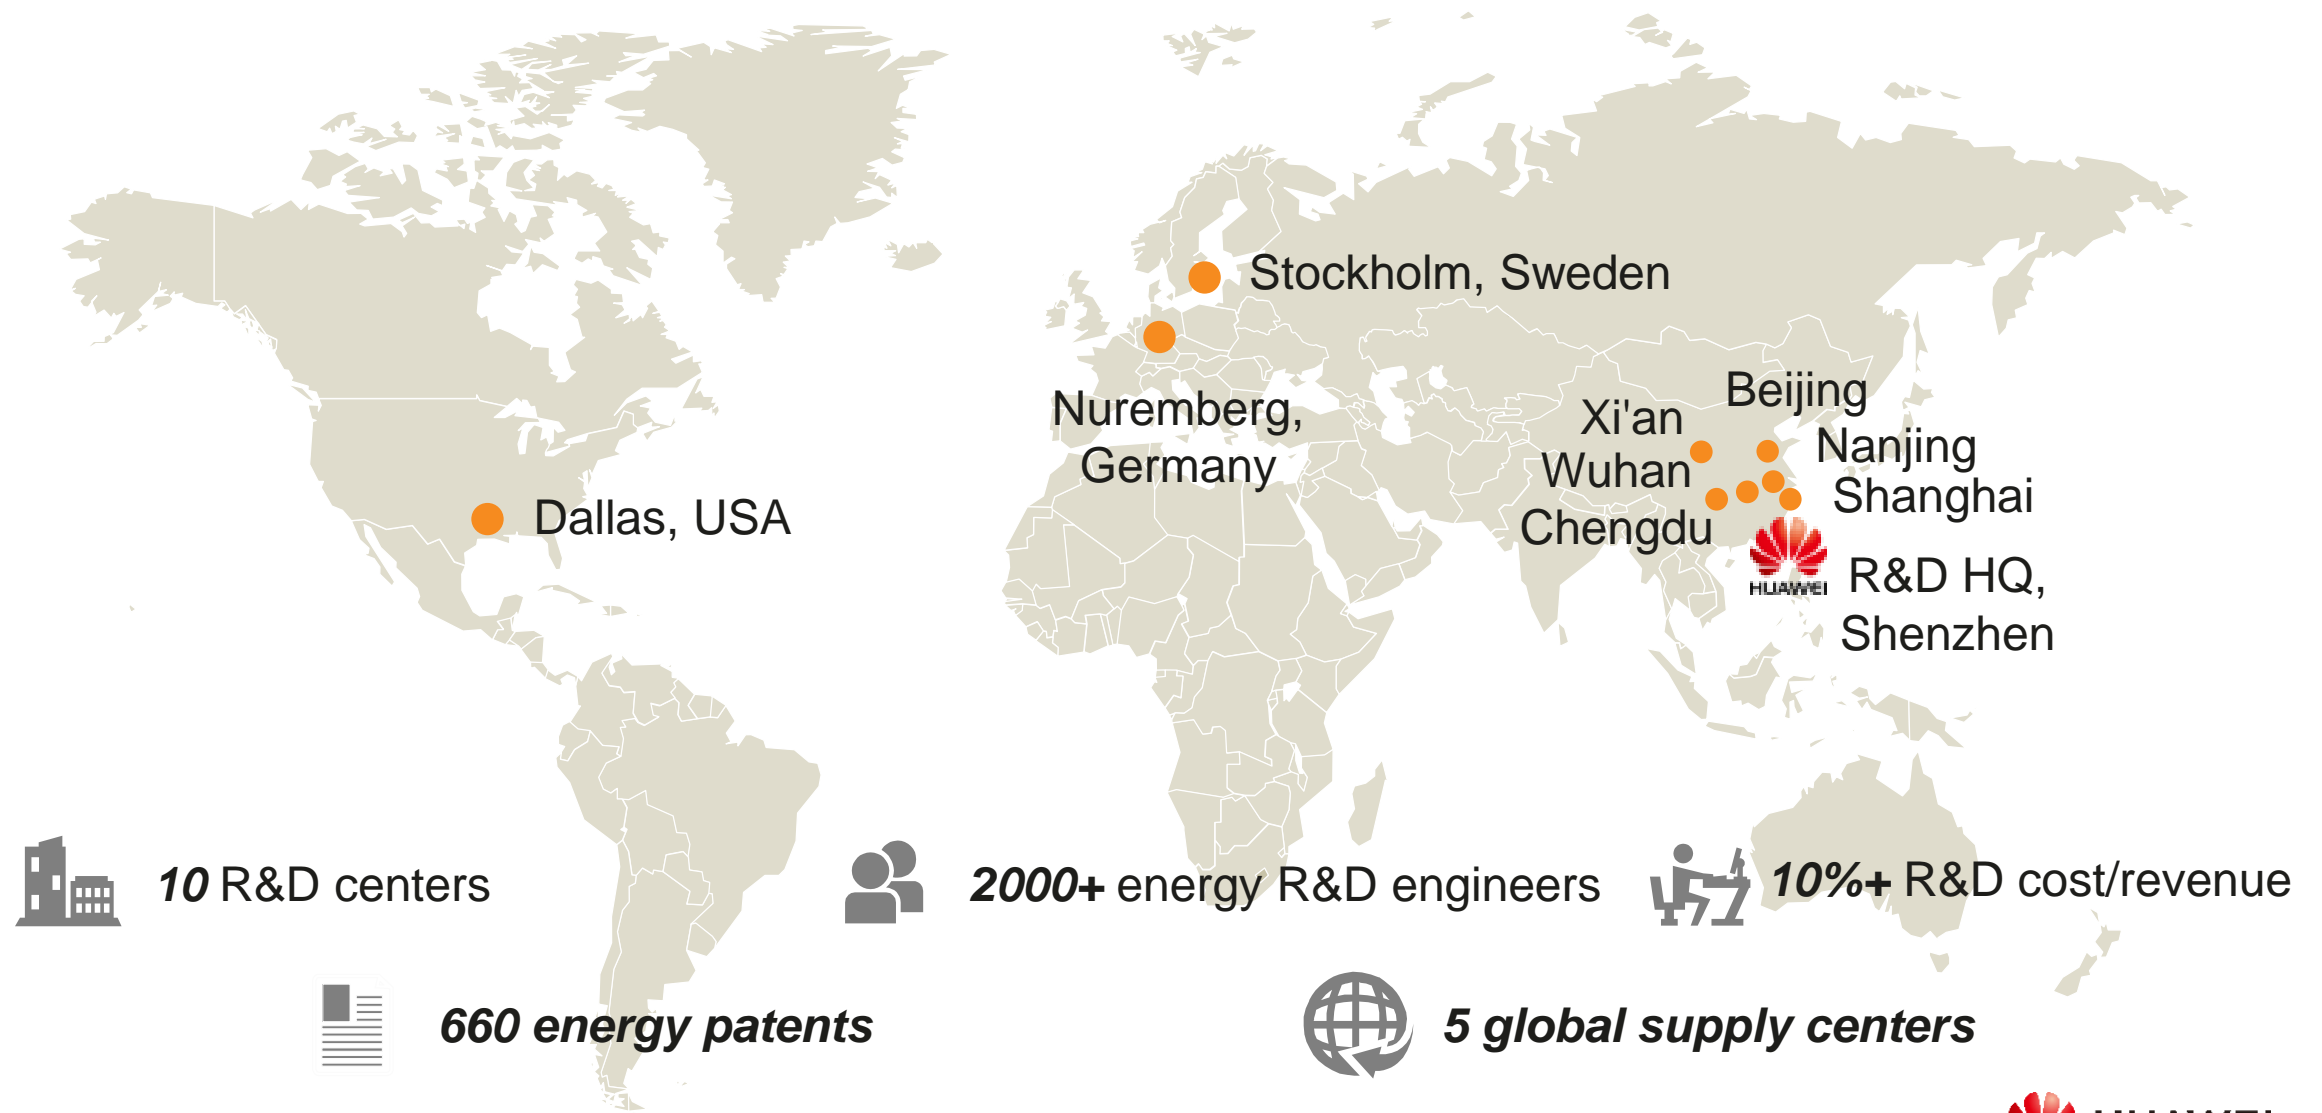 Stockholm, Sweden
Nuremberg,
Germany
Dallas, USA
Beijing
Xi'an
Nanjing
Wuhan
Shanghai
Chengdu
HUAWEI
R&D HQ,
Shenzhen
10 R&D centers
2000+ energy R&D engineers
10%+ R&D cost/revenue
660 energy patents
5 global supply centers
HUAWEI